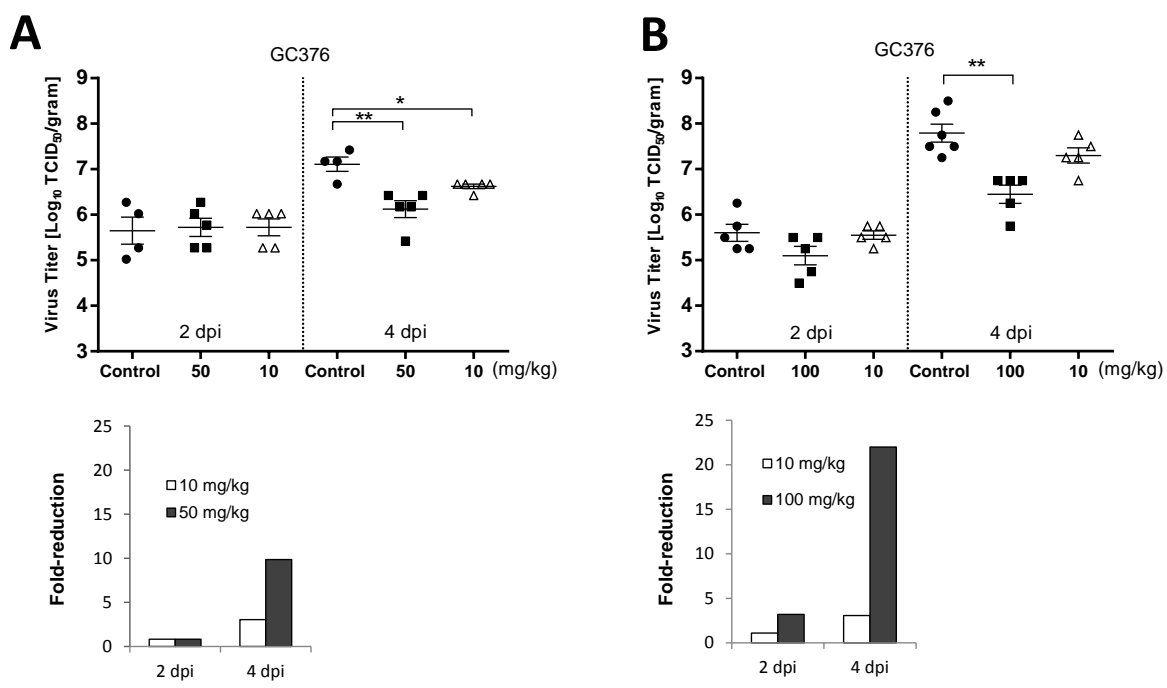 A
GC376
Virus Titer [Log₁₀ TCID₅₀/gram]
9
8
7
6
5
4
3
*
**
2 dpi
4 dpi
Control
50
10
Control
50
10
(mg/kg)
Fold-reduction
25
20
15
10
5
0
10 mg/kg
50 mg/kg
2 dpi
4 dpi
B
GC376
Virus Titer [Log₁₀ TCID₅₀/gram]
9
8
7
6
5
4
3
**
2 dpi
4 dpi
Control
100
10
Control
100
10
(mg/kg)
Fold-reduction
25
20
15
10
5
0
10 mg/kg
100 mg/kg
2 dpi
4 dpi